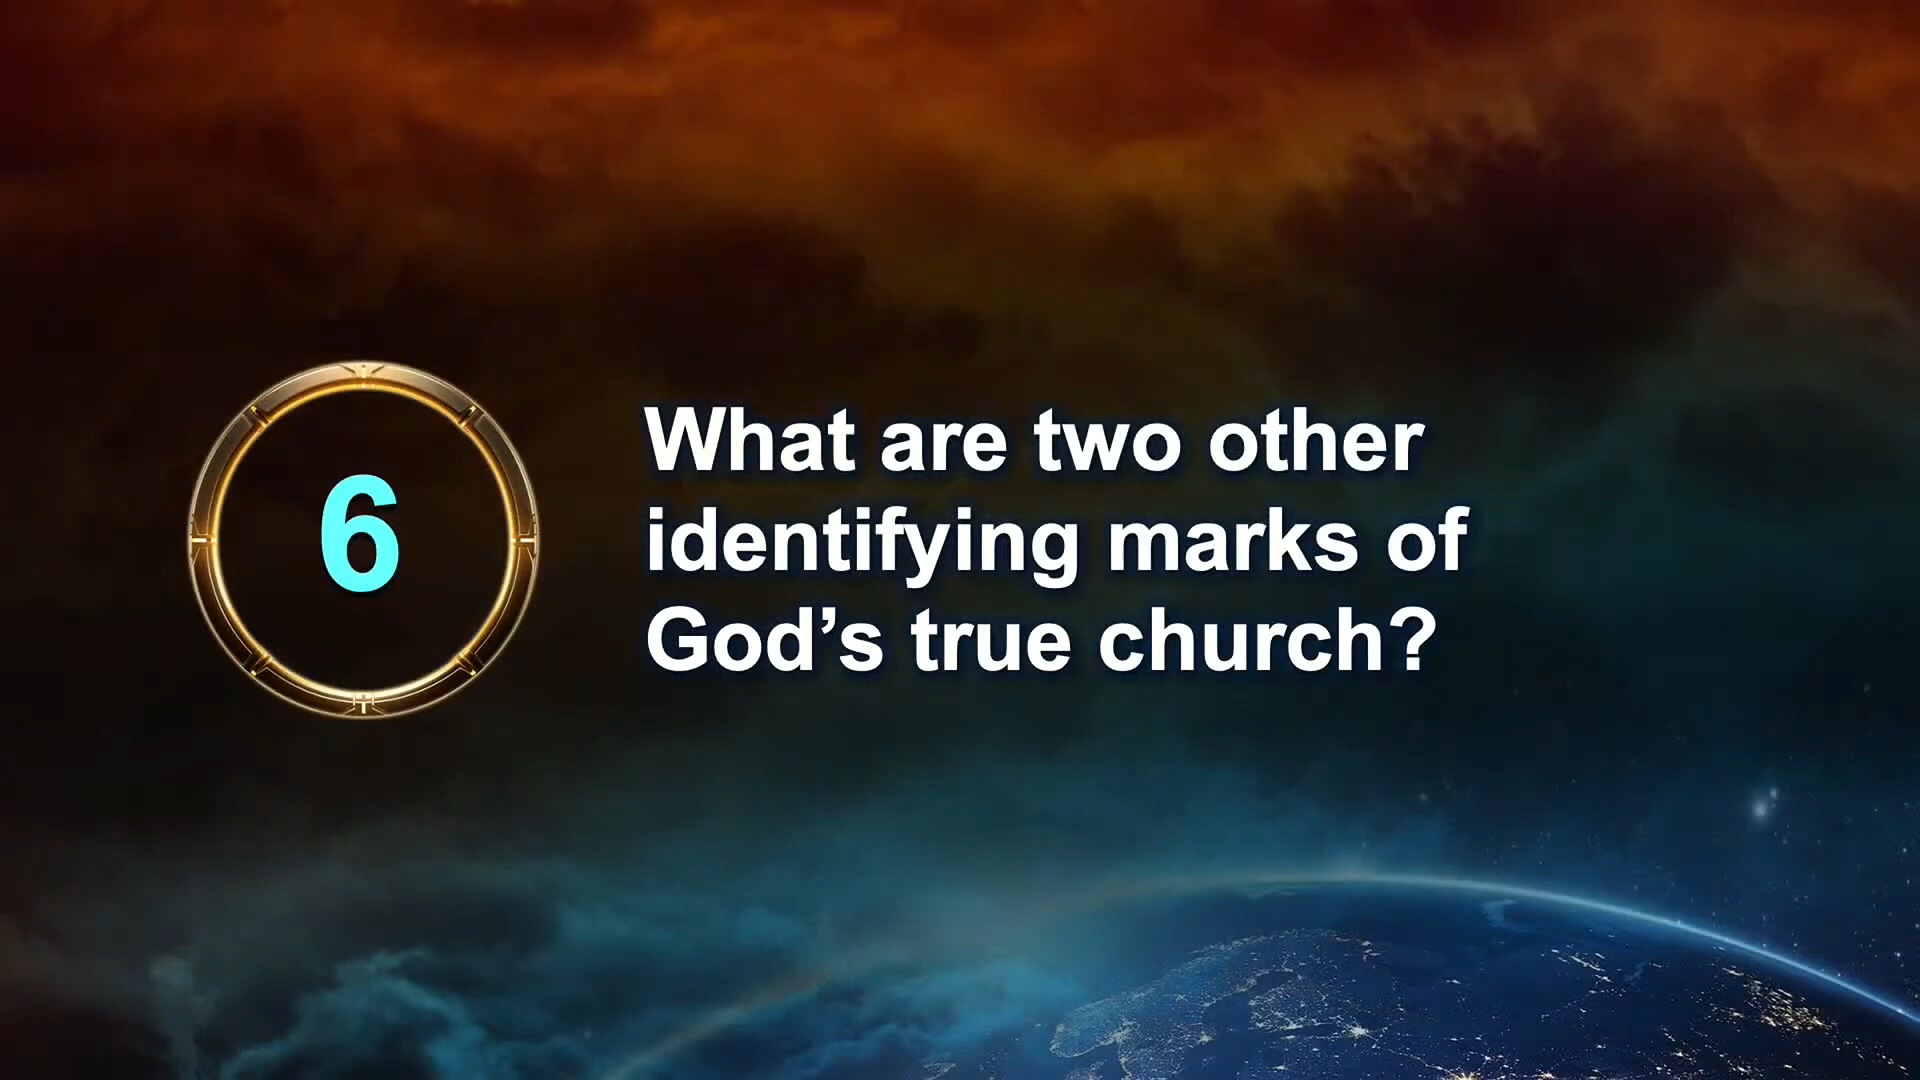 6
What are two other
identifying marks of
God’s true church?